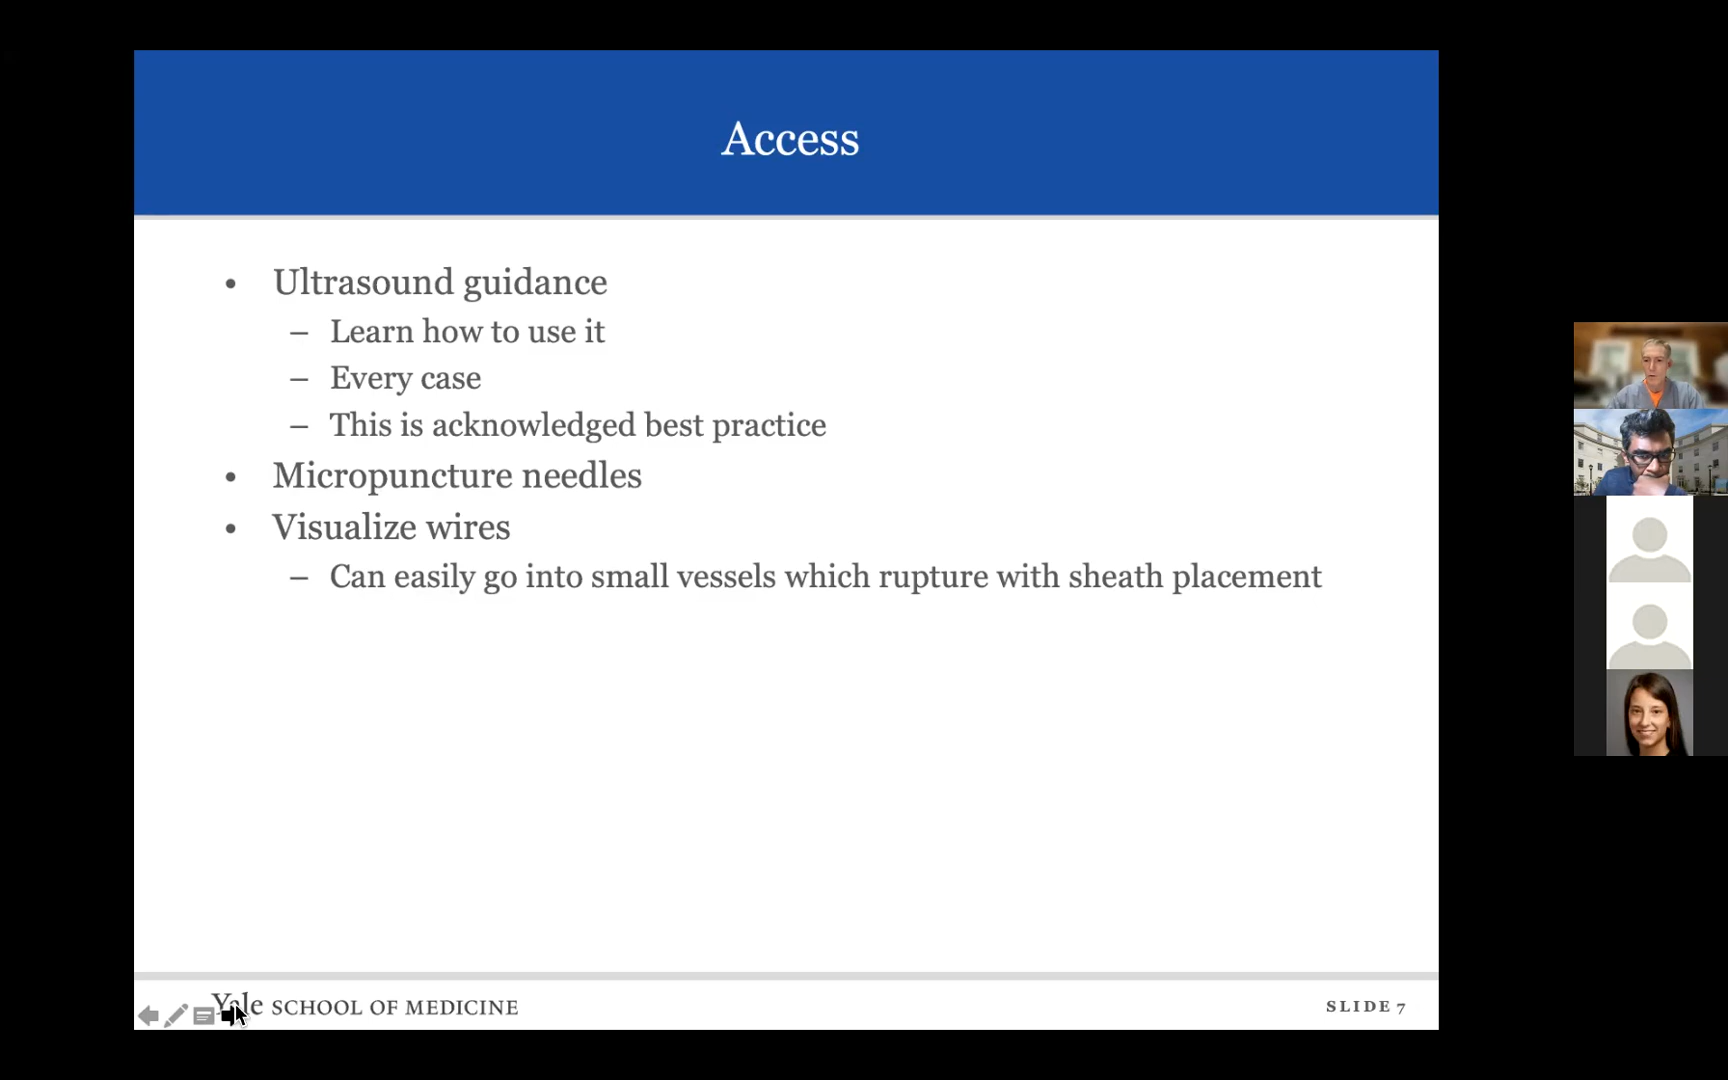 Access
• Ultrasound guidance
– Learn how to use it
– Every case
– This is acknowledged best practice
• Micropuncture needles
• Visualize wires
– Can easily go into small vessels which rupture with sheath placement
Yale SCHOOL OF MEDICINE
SLIDE 7